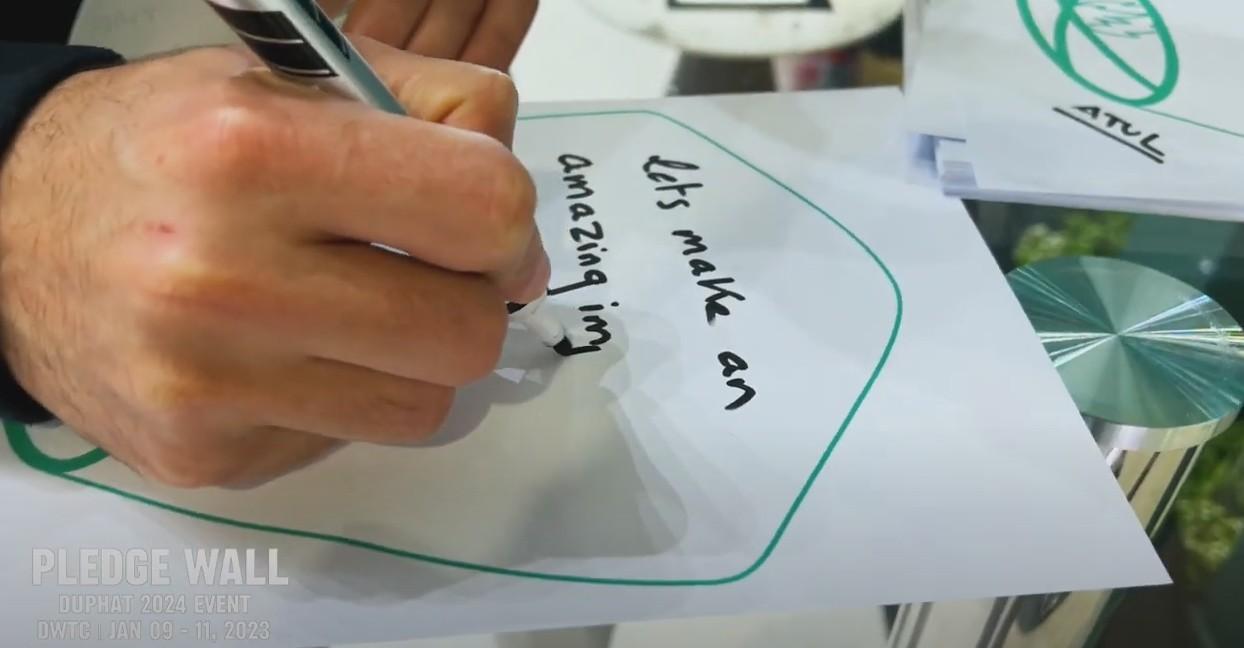 lets make an
amazing im
ATUL
PLEDGE WALL
DUPHAT 2024 EVENT
DWTC | JAN 09 - 11, 2023